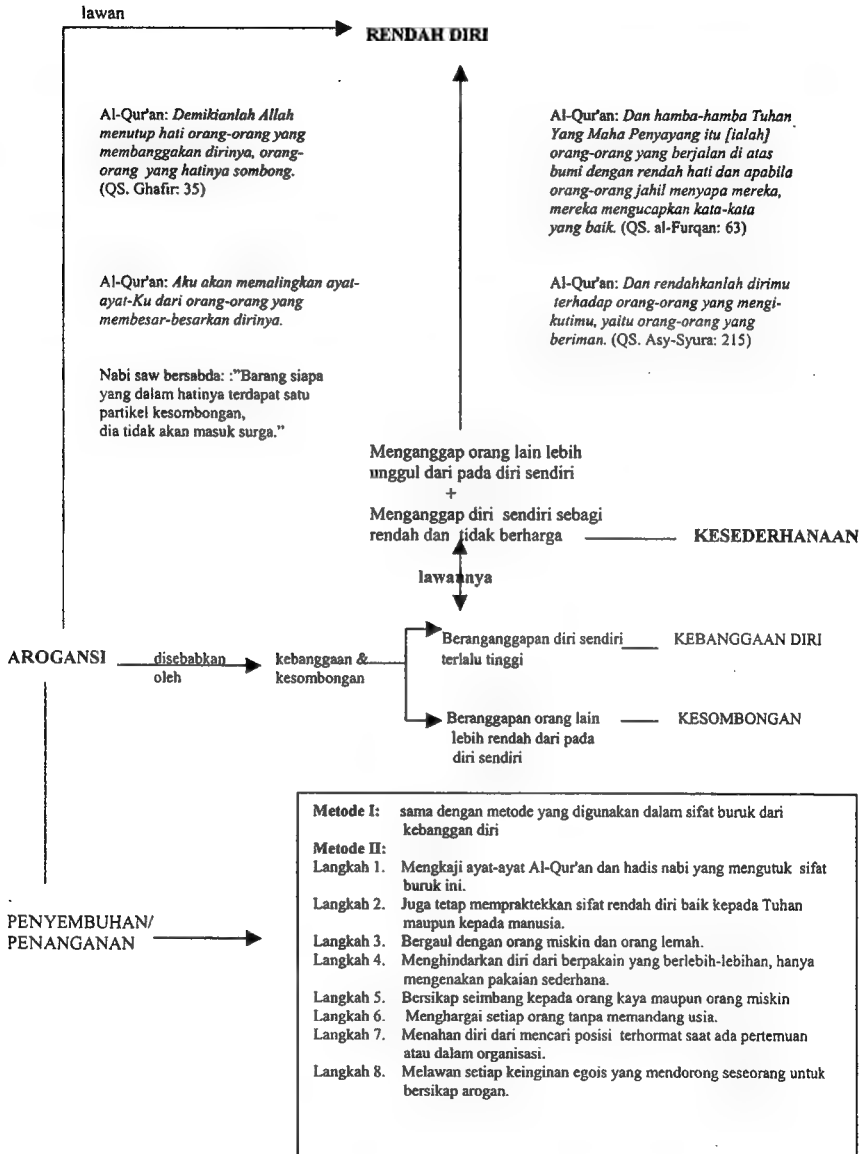 lawan
RENDAH DIRI
Al-Qur'an: Demikianlah Allah
menutup hati orang-orang yang
membanggakan dirinya, orang-
orang yang hatinya sombong.
(QS. Ghafir: 35)
Al-Qur'an: Dan hamba-hamba Tuhan
Yang Maha Penyayang itu [ialah]
orang-orang yang berjalan di atas
bumi dengan rendah hati dan apabila
orang-orang jahil menyapa mereka,
mereka mengucapkan kata-kata
yang baik. (QS. al-Furqan: 63)
Al-Qur'an: Aku akan memalingkan ayat-
ayat-Ku dari orang-orang yang
membesar-besarkan dirinya.
Al-Qur'an: Dan rendahkanlah dirimu
terhadap orang-orang yang mengi-
kutimu, yaitu orang-orang yang
beriman. (QS. Asy-Syura: 215)
Nabi saw bersabda: :"Barang siapa
yang dalam hatinya terdapat satu
partikel kesombongan,
dia tidak akan masuk surga."
Menganggap orang lain lebih
unggul dari pada diri sendiri
+
Menganggap diri sendiri sebagi
rendah dan tidak berharga
KESEDERHANAAN
lawannya
Beranganggapan diri sendiri
terlalu tinggi
KEBANGGAAN DIRI
AROGANSI
disebabkan
oleh
kebanggaan &
kesombongan
Beranggapan orang lain
lebih rendah dari pada
diri sendiri
KESOMBONGAN
PENYEMBUHAN/
PENANGANAN
Metode I: sama dengan metode yang digunakan dalam sifat buruk dari
kebanggan diri
Metode II:
Langkah 1. Mengkaji ayat-ayat Al-Qur'an dan hadis nabi yang mengutuk sifat
buruk ini.
Langkah 2. Juga tetap mempraktekkan sifat rendah diri baik kepada Tuhan
maupun kepada manusia.
Langkah 3. Bergaul dengan orang miskin dan orang lemah.
Langkah 4. Menghindarkan diri dari berpakain yang berlebih-lebihan, hanya
mengenakan pakaian sederhana.
Langkah 5. Bersikap seimbang kepada orang kaya maupun orang miskin
Langkah 6. Menghargai setiap orang tanpa memandang usia.
Langkah 7. Menahan diri dari mencari posisi terhormat saat ada pertemuan
atau dalam organisasi.
Langkah 8. Melawan setiap keinginan egois yang mendorong seseorang untuk
bersikap arogan.